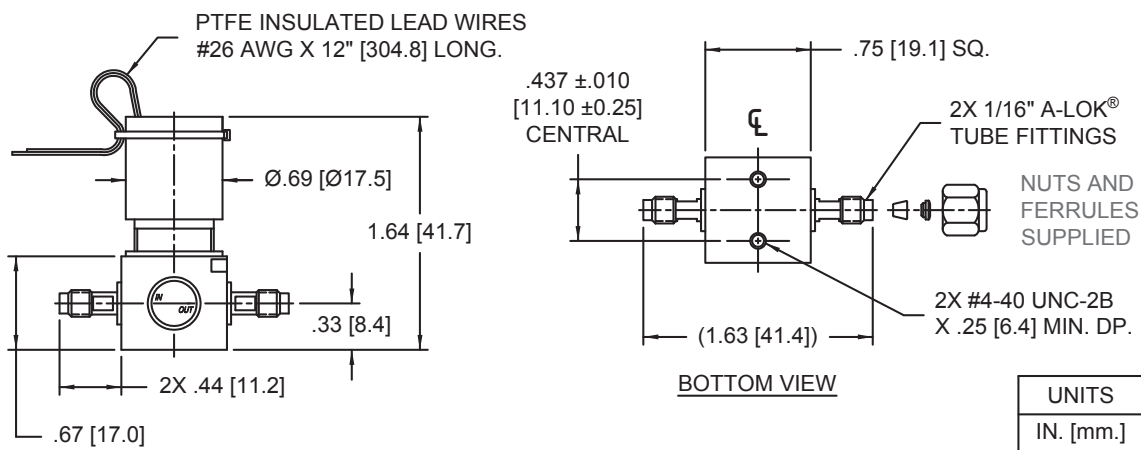 PTFE INSULATED LEAD WIRES
#26 AWG X 12" [304.8] LONG.
Ø.69 [Ø17.5]
1.64 [41.7]
IN
OUT
.33 [8.4]
2X .44 [11.2]
.67 [17.0]
.75 [19.1] SQ.
.437 ±.010
[11.10 ±0.25]
CENTRAL
℄
2X 1/16" A-LOK®
TUBE FITTINGS
NUTS AND
FERRULES
SUPPLIED
2X #4-40 UNC-2B
X .25 [6.4] MIN. DP.
(1.63 [41.4])
BOTTOM VIEW
UNITS
IN. [mm.]